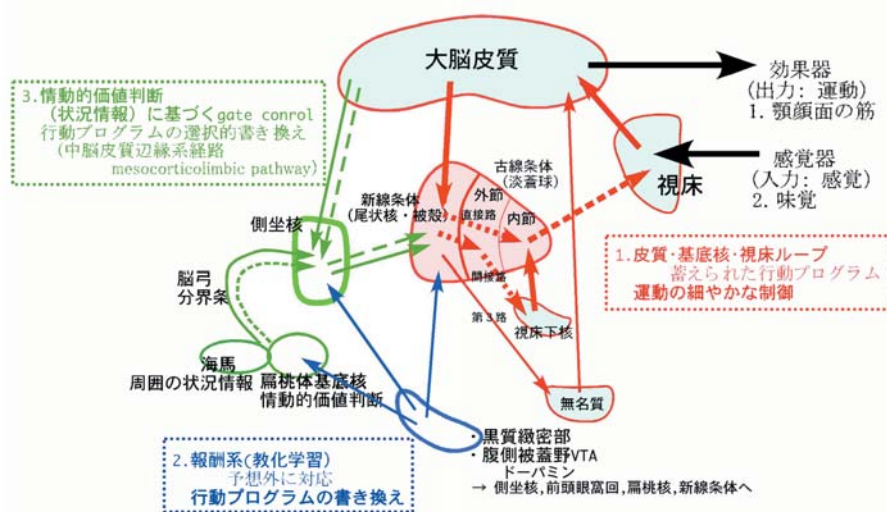 大脳皮質
効果器
(出力: 運動)
1. 顎顔面の筋
感覚器
(入力: 感覚)
2. 味覚
視床
3.情動的価値判断
(状況情報) に基づくgate conrol
行動プログラムの選択的書き換え
(中脳皮質辺縁系経路
mesocorticolimbic pathway)
古線条体
(淡蒼球)
新線条体
(尾状核・被殻)
外節
内節
直接路
間接路
第3路
側坐核
脳弓
分界条
視床下核
1.皮質・基底核・視床ループ
蓄えられた行動プログラム
運動の細やかな制御
海馬
周囲の状況情報
扁桃体基底核
情動的価値判断
無名質
2.報酬系(教化学習)
予想外に対応
行動プログラムの書き換え
・黒質緻密部
・腹側被蓋野VTA
ドーパミン
→ 側坐核,前頭眼窩回,扁桃核,新線条体へ